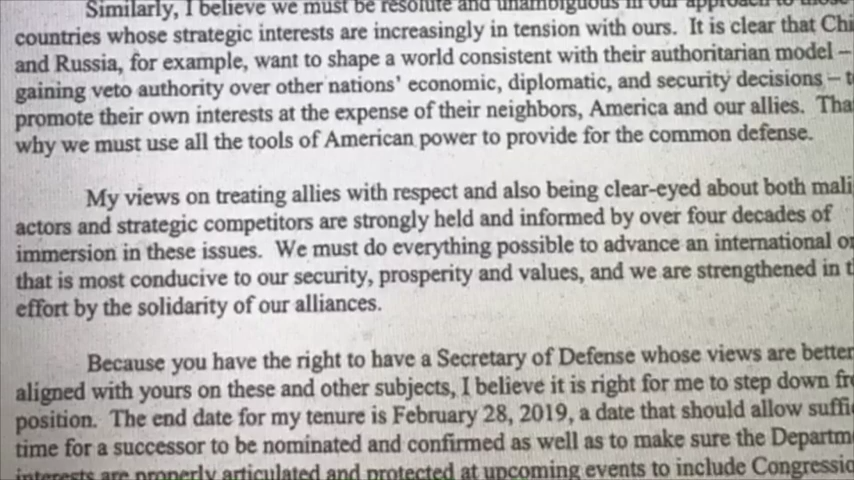 Similarly, I believe we must be resolute and unambiguous in our approach to those
countries whose strategic interests are increasingly in tension with ours. It is clear that Chi
and Russia, for example, want to shape a world consistent with their authoritarian model –
gaining veto authority over other nations’ economic, diplomatic, and security decisions – t
promote their own interests at the expense of their neighbors, America and our allies. Tha
why we must use all the tools of American power to provide for the common defense.
My views on treating allies with respect and also being clear-eyed about both mali
actors and strategic competitors are strongly held and informed by over four decades of
immersion in these issues. We must do everything possible to advance an international or
that is most conducive to our security, prosperity and values, and we are strengthened in t
effort by the solidarity of our alliances.
Because you have the right to have a Secretary of Defense whose views are better
aligned with yours on these and other subjects, I believe it is right for me to step down fr
position. The end date for my tenure is February 28, 2019, a date that should allow suffi
time for a successor to be nominated and confirmed as well as to make sure the Departme
interests are properly articulated and protected at upcoming events to include Congressio